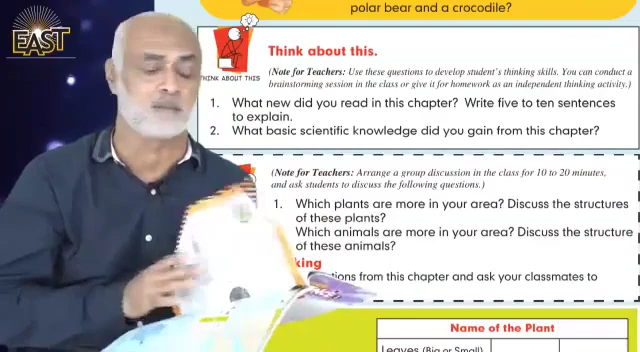 EAST
polar bear and a crocodile?
THINK ABOUT THIS
Think about this.
(Note for Teachers: Use these questions to develop student's thinking skills. You can conduct a
brainstorming session in the class or give it for homework as an independent thinking activity.)
1. What new did you read in this chapter? Write five to ten sentences
to explain.
2. What basic scientific knowledge did you gain from this chapter?
(Note for Teachers: Arrange a group discussion in the class for 10 to 20 minutes,
and ask students to discuss the following questions.)
1. Which plants are more in your area? Discuss the structures
of these plants?
Which animals are more in your area? Discuss the structure
of these animals?
king
tions from this chapter and ask your classmates to
Name of the Plant
Leaves (Big or Small)